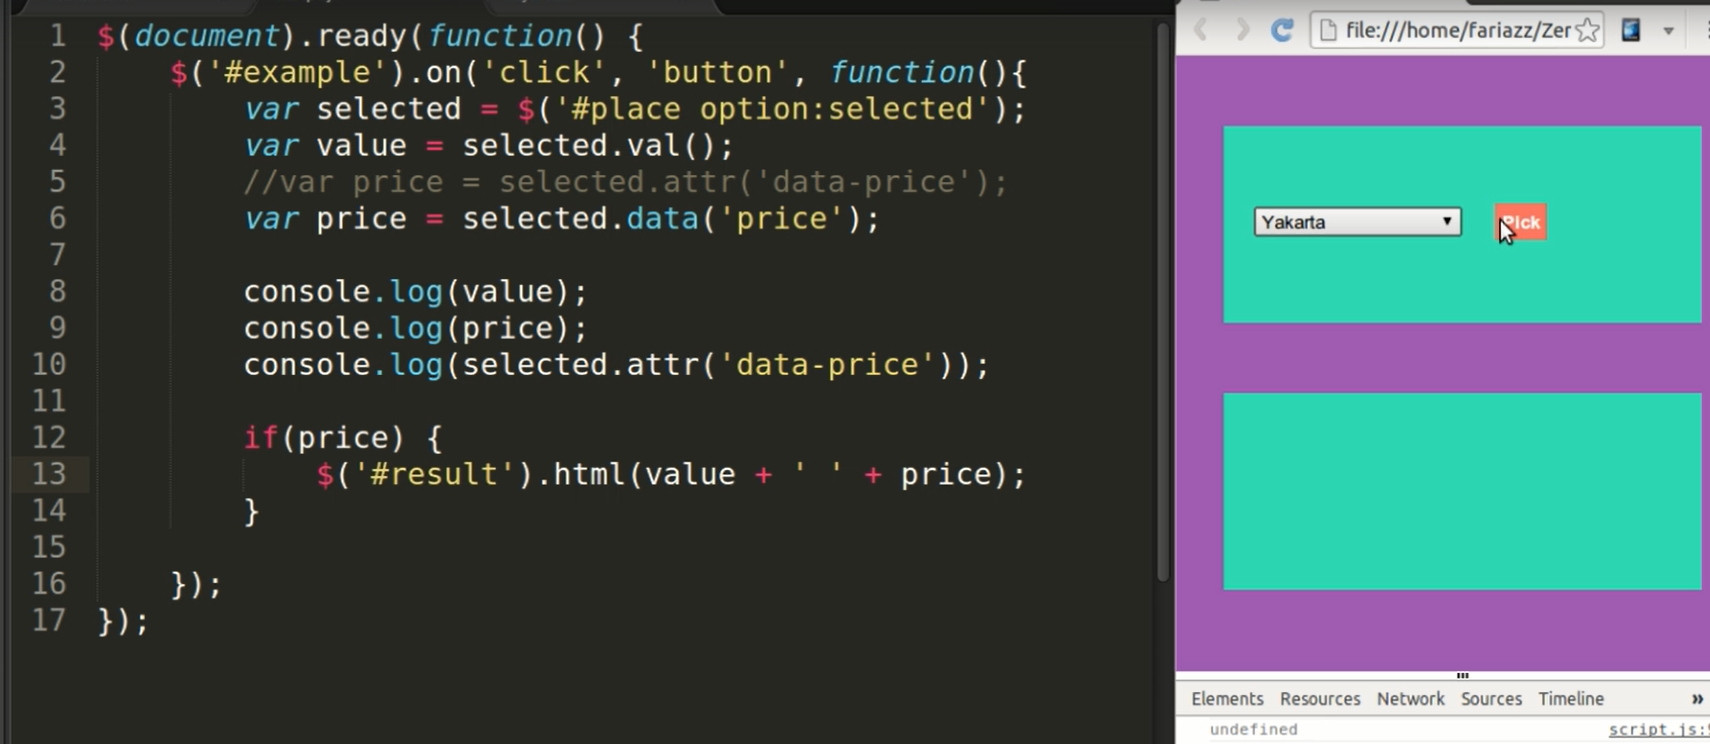 1 $(document).ready(function() {
2 $('#example').on('click', 'button', function(){
3 var selected = $('#place option:selected');
4 var value = selected.val();
5 //var price = selected.attr('data-price');
6 var price = selected.data('price');
7
8 console.log(value);
9 console.log(price);
10 console.log(selected.attr('data-price'));
11
12 if(price) {
13 $('#result').html(value + ' ' + price);
14 }
15
16 });
17 });
file:///home/fariazz/Zer
Yakarta
Pick
Elements Resources Network Sources Timeline »
undefined script.js: